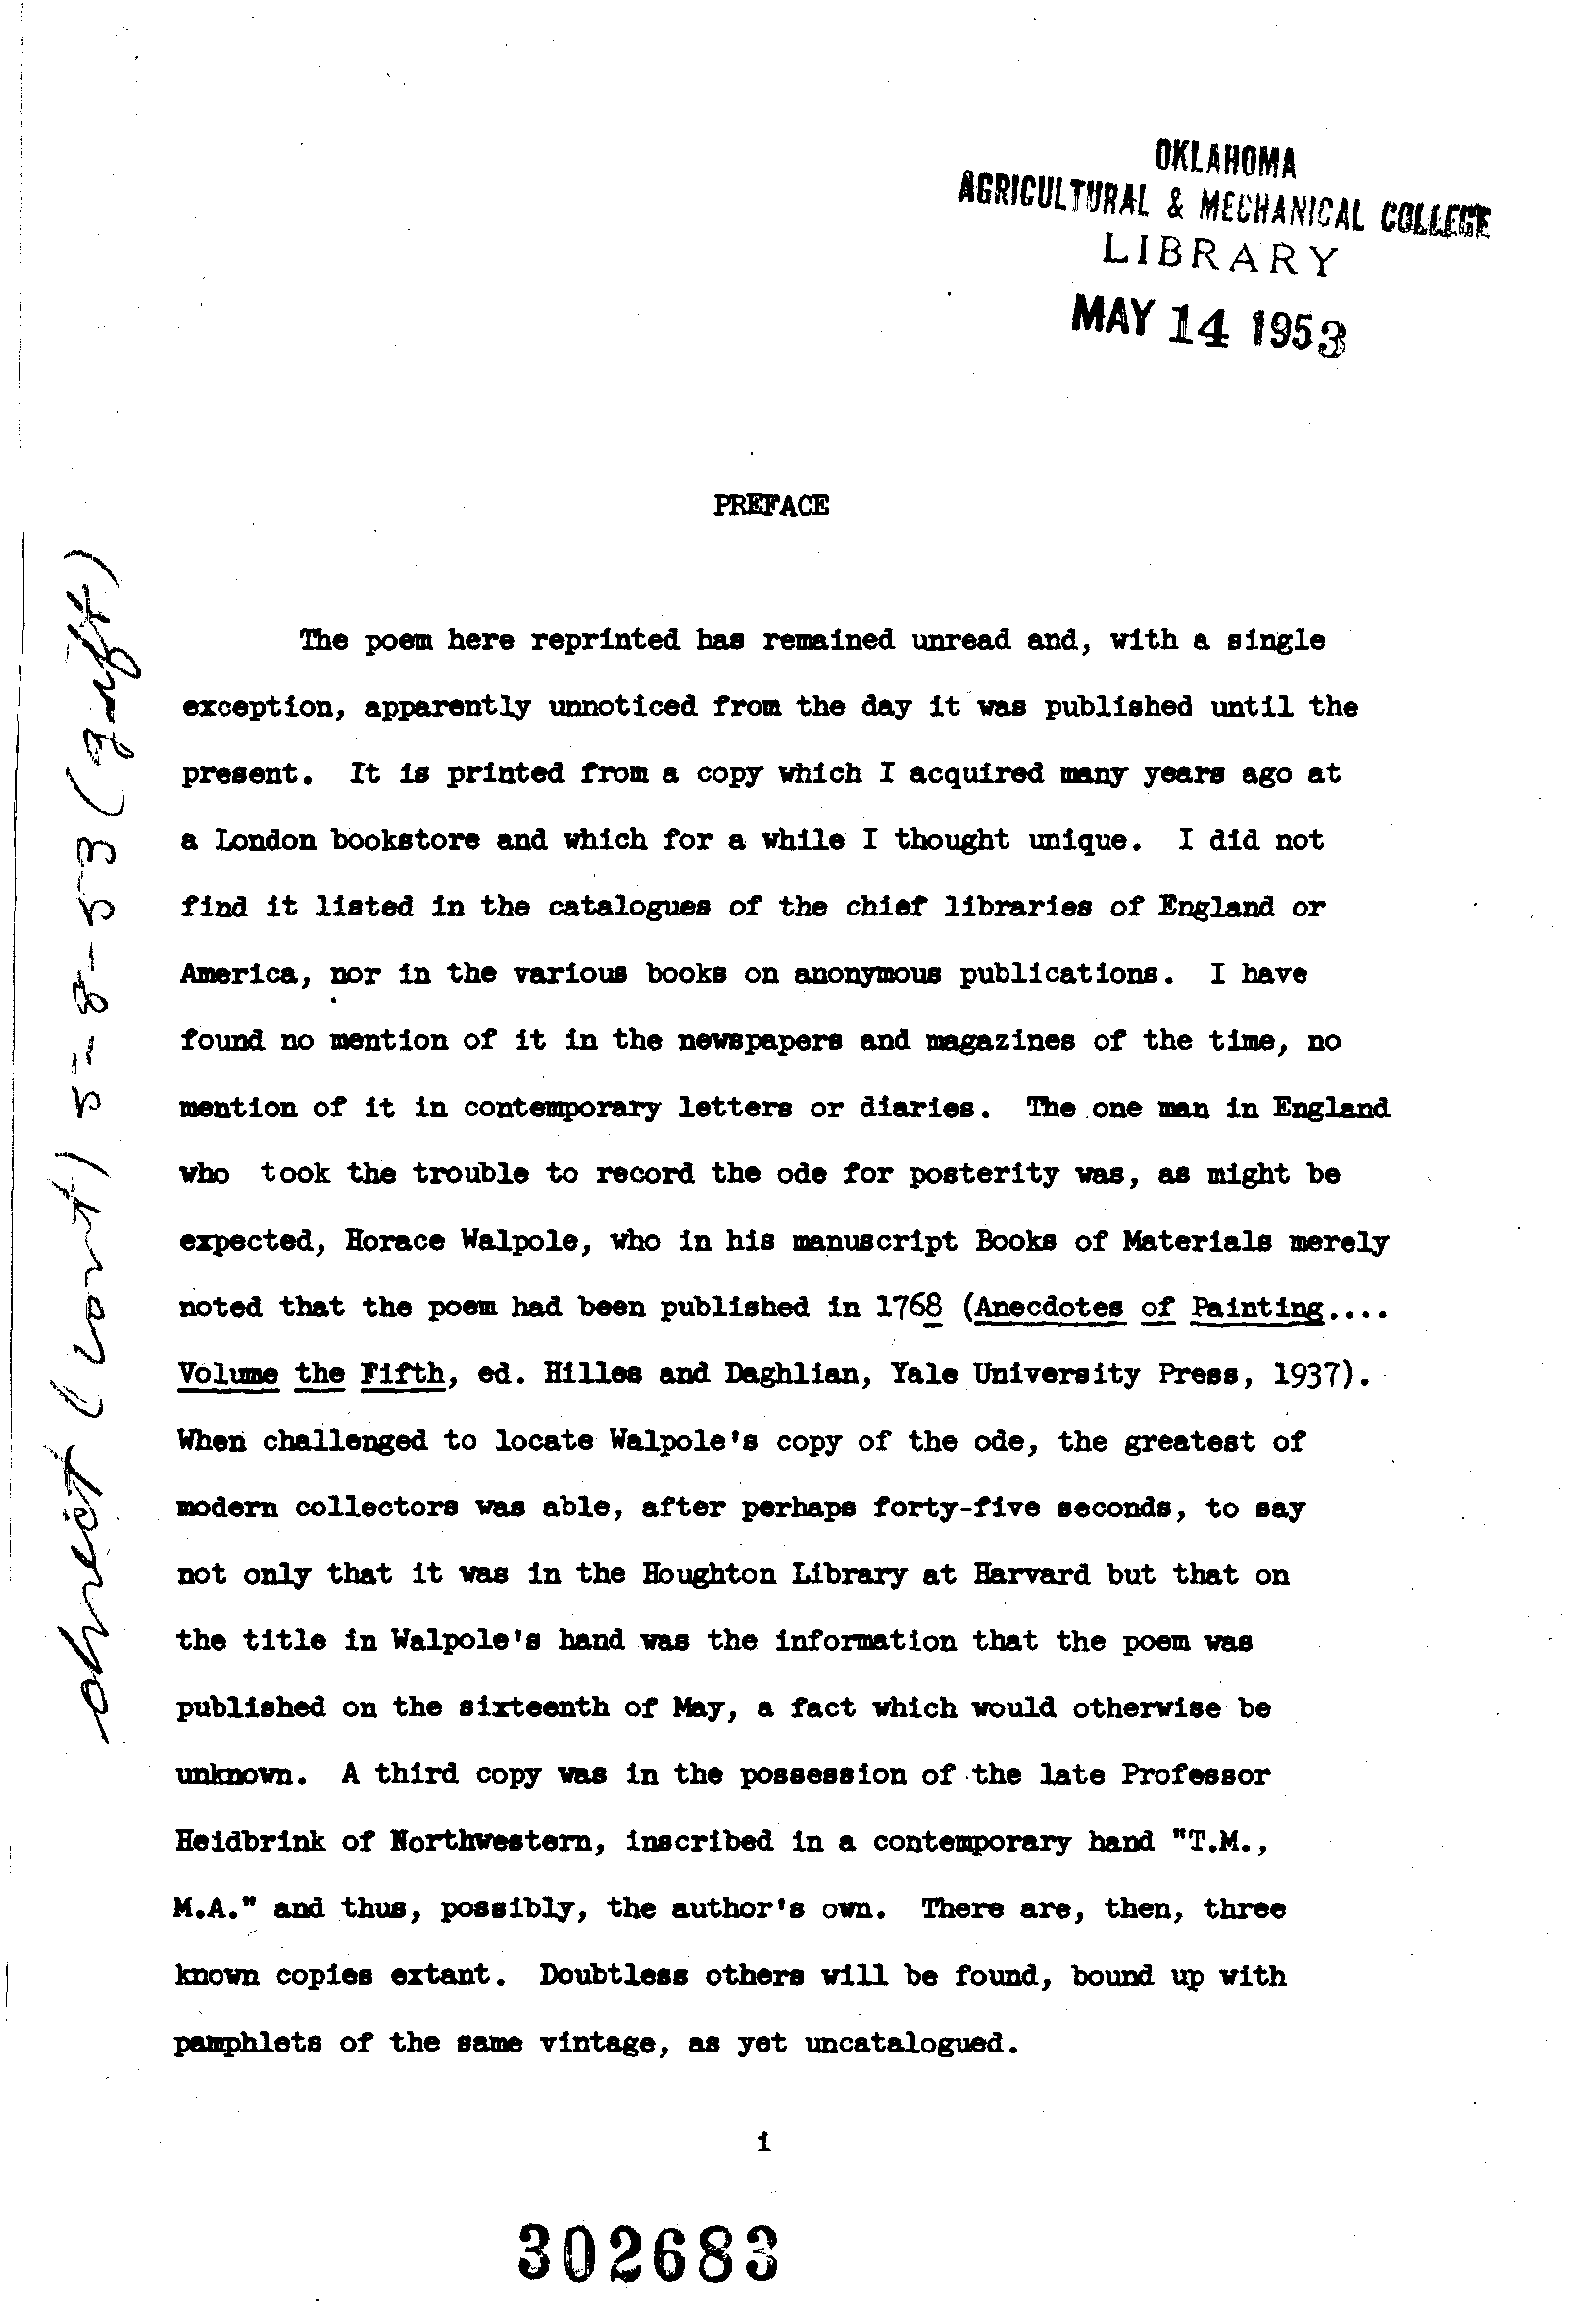 OKLAHOMA
AGRICULTURAL & MECHANICAL COLLEGE
LIBRARY
MAY 14 1953
PREFACE
The poem here reprinted has remained unread and, with a single
exception, apparently unnoticed from the day it was published until the
present. It is printed from a copy which I acquired many years ago at
a London bookstore and which for a while I thought unique. I did not
find it listed in the catalogues of the chief libraries of England or
America, nor in the various books on anonymous publications. I have
found no mention of it in the newspapers and magazines of the time, no
mention of it in contemporary letters or diaries. The one man in England
who took the trouble to record the ode for posterity was, as might be
expected, Horace Walpole, who in his manuscript Books of Materials merely
noted that the poem had been published in 1768 (Anecdotes of Painting....
Volume the Fifth, ed. Hilles and Daghlian, Yale University Press, 1937).
When challenged to locate Walpole's copy of the ode, the greatest of
modern collectors was able, after perhaps forty-five seconds, to say
not only that it was in the Houghton Library at Harvard but that on
the title in Walpole's hand was the information that the poem was
published on the sixteenth of May, a fact which would otherwise be
unknown. A third copy was in the possession of the late Professor
Heidbrink of Northwestern, inscribed in a contemporary hand "T.M.,
M.A." and thus, possibly, the author's own. There are, then, three
known copies extant. Doubtless others will be found, bound up with
pamphlets of the same vintage, as yet uncatalogued.
i
302683
(cont) 5-8-53 (gift)